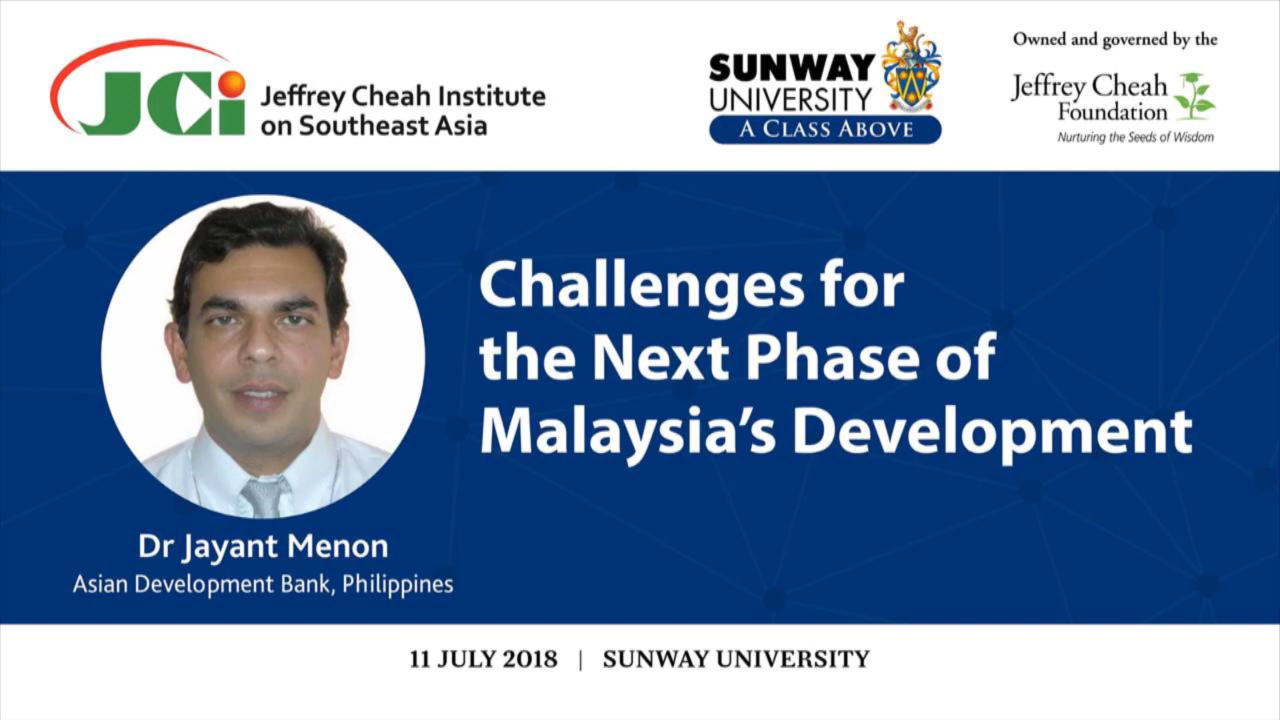 JCi
Jeffrey Cheah Institute
on Southeast Asia
SUNWAY
UNIVERSITY
A CLASS ABOVE
Owned and governed by the
Jeffrey Cheah
Foundation
Nurturing the Seeds of Wisdom
Challenges for
the Next Phase of
Malaysia’s Development
Dr Jayant Menon
Asian Development Bank, Philippines
11 JULY 2018 | SUNWAY UNIVERSITY